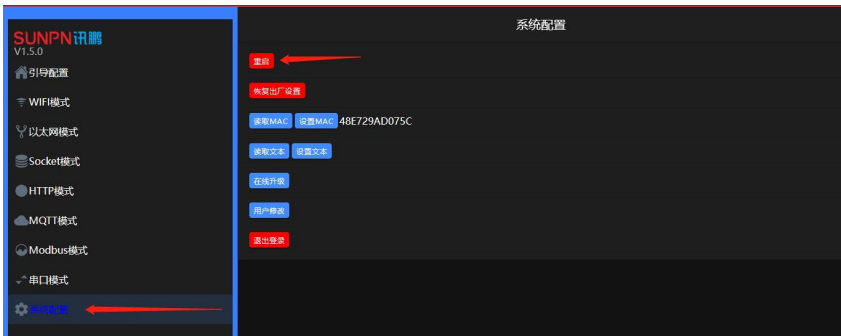 系统配置
SUNPN讯鹏
V1.5.0
引导配置
WIFI模式
以太网模式
Socket模式
HTTP模式
MQTT模式
Modbus模式
串口模式
系统配置
重启
恢复出厂设置
读取MAC 设置MAC 48E729AD075C
读取文本 设置文本
在线升级
用户修改
退出登录